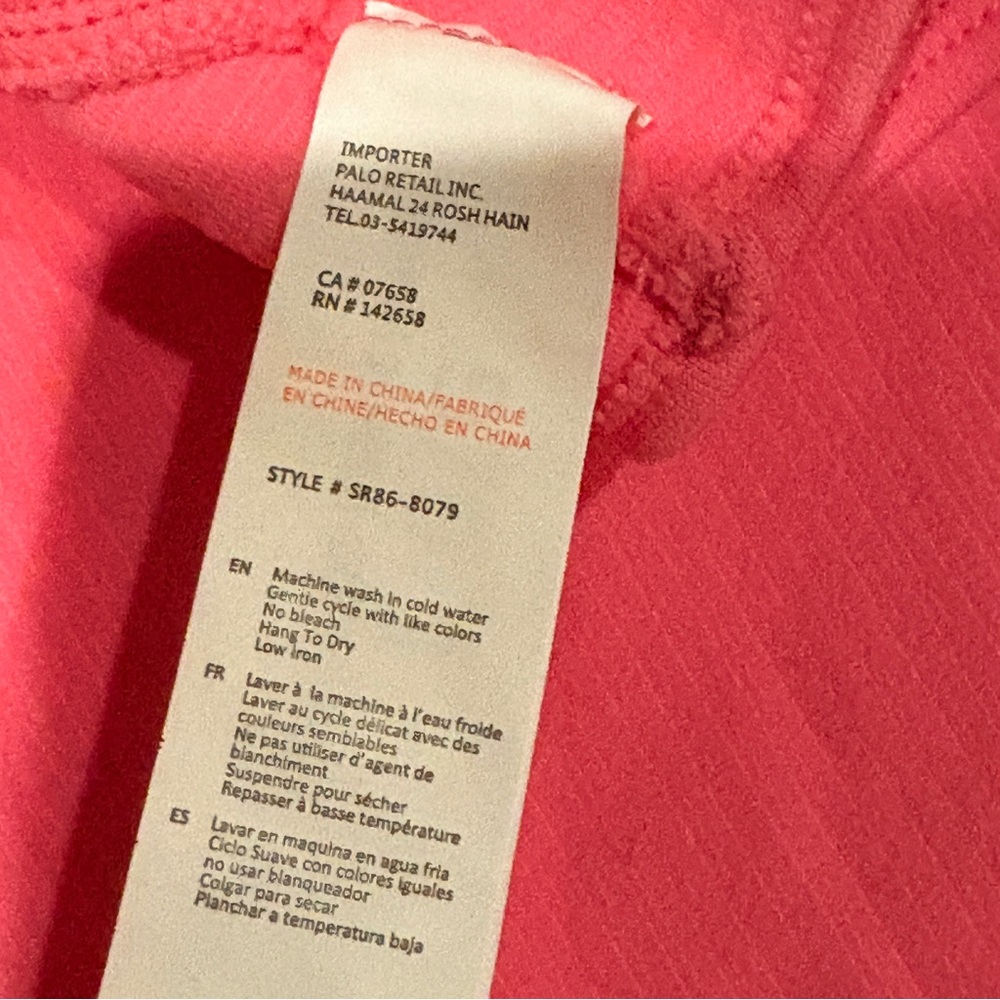 IMPORTER
PALO RETAIL INC.
HAAMAL 24 ROSH HAIN
TEL.03-5419744
CA # 07658
RN # 142658
MADE IN CHINA/FABRIQUÉ
EN CHINE/HECHO EN CHINA
STYLE # SR86-8079
EN Machine wash in cold water
Gentle cycle with like colors
No bleach
Hang To Dry
Low iron
FR Laver à la machine à l'eau froide
Laver au cycle délicat avec des
couleurs semblables
Ne pas utiliser d'agent de
blanchiment
Suspendre pour sécher
Repasser à basse température
ES Lavar en maquina en agua fria
Ciclo Suave con colores iguales
no usar blanqueador
Colgar para secar
Planchar a temperatura baja